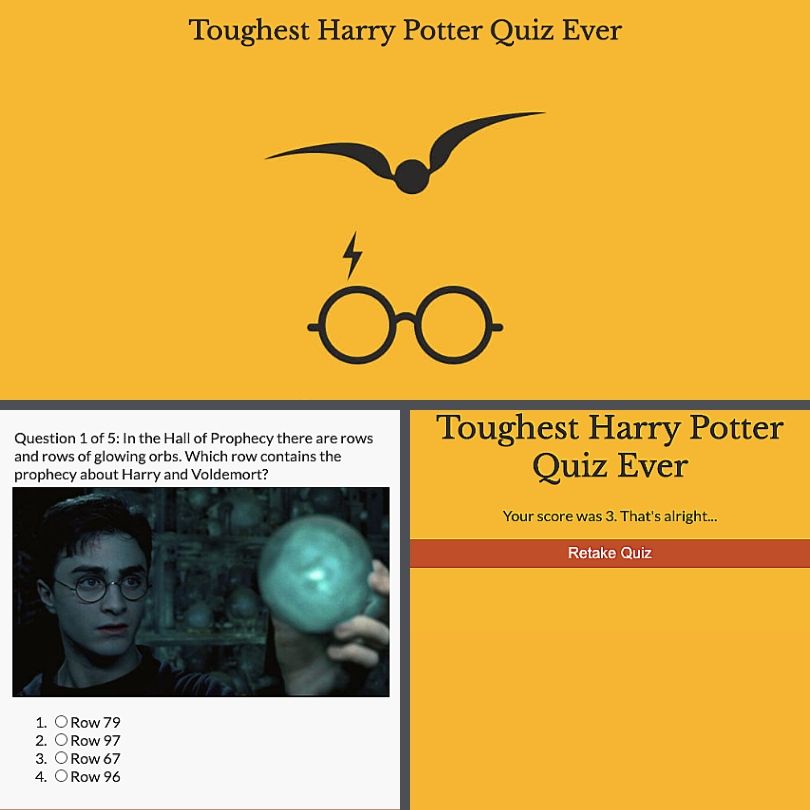 Toughest Harry Potter Quiz Ever
Question 1 of 5: In the Hall of Prophecy there are rows
and rows of glowing orbs. Which row contains the
prophecy about Harry and Voldemort?
1. Row 79
2. Row 97
3. Row 67
4. Row 96
Toughest Harry Potter
Quiz Ever
Your score was 3. That's alright...
Retake Quiz